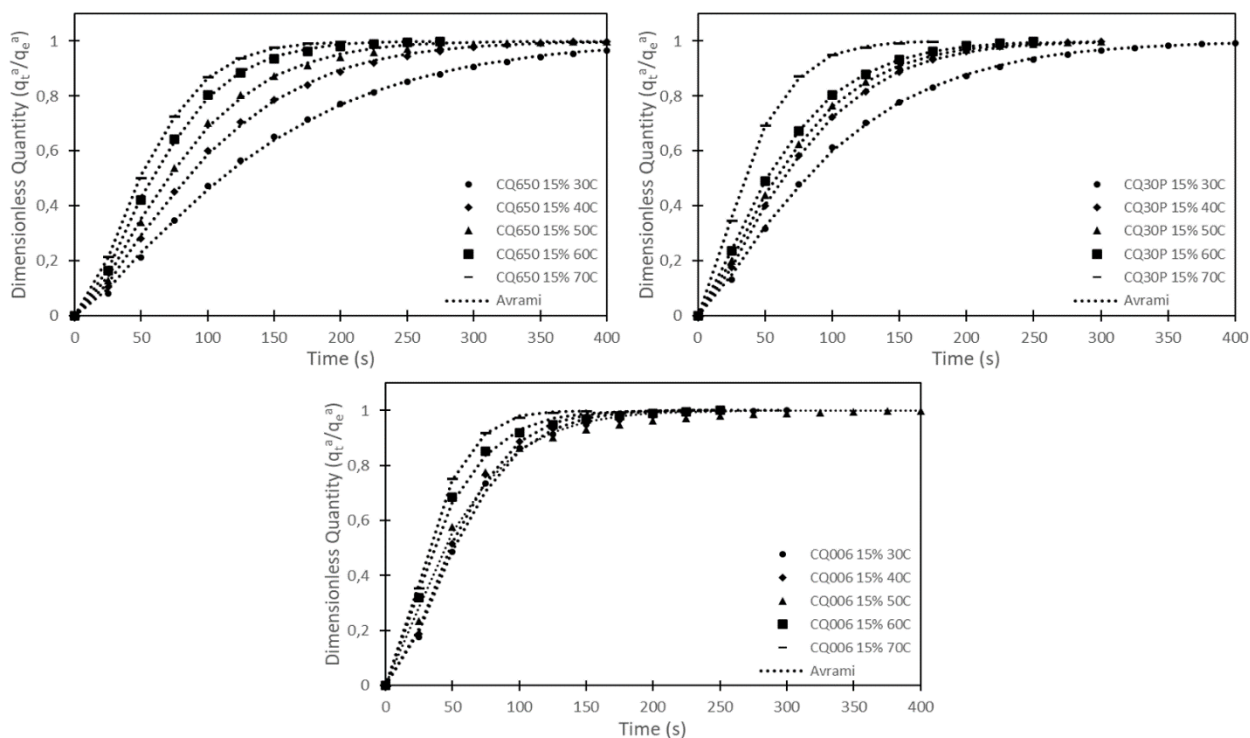 Dimensionless Quantity (qₜᵃ/qₑᵃ)
1
0,8
0,6
0,4
0,2
0
0 50 100 150 200 250 300 350 400
Time (s)
CQ650 15% 30C
CQ650 15% 40C
CQ650 15% 50C
CQ650 15% 60C
CQ650 15% 70C
Avrami
Dimensionless Quantity (qₜᵃ/qₑᵃ)
1
0,8
0,6
0,4
0,2
0
0 50 100 150 200 250 300 350 400
Time (s)
CQ30P 15% 30C
CQ30P 15% 40C
CQ30P 15% 50C
CQ30P 15% 60C
CQ30P 15% 70C
Avrami
Dimensionless Quantity (qₜᵃ/qₑᵃ)
1
0,8
0,6
0,4
0,2
0
0 50 100 150 200 250 300 350 400
Time (s)
CQ006 15% 30C
CQ006 15% 40C
CQ006 15% 50C
CQ006 15% 60C
CQ006 15% 70C
Avrami